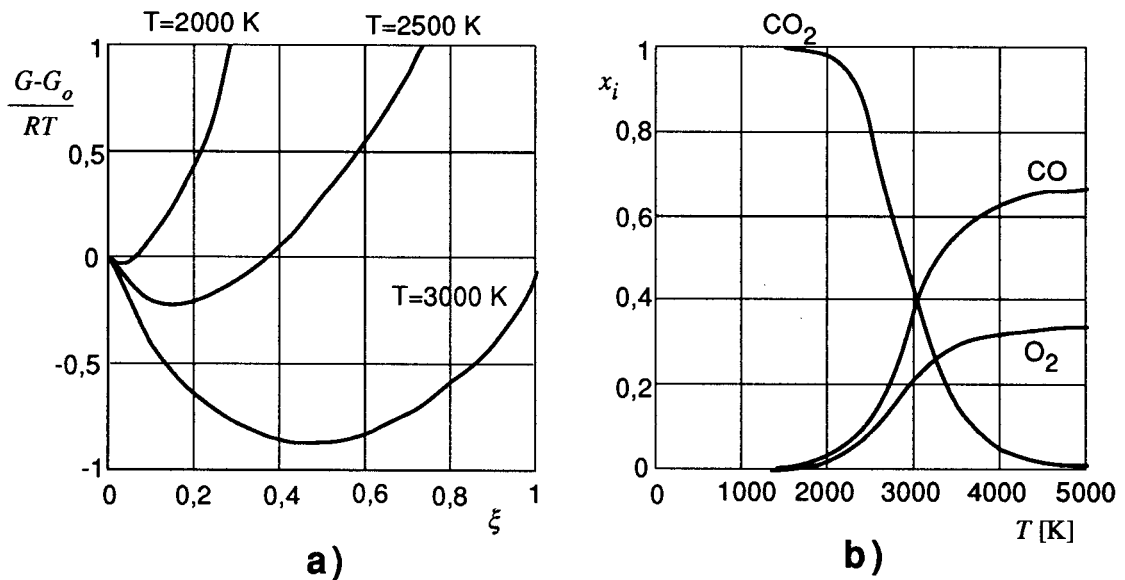 T=2000 K
T=2500 K
1
G-G_o
RT
0,5
0
T=3000 K
-0,5
-1
0 0,2 0,4 0,6 0,8 1
ξ
a)
CO₂
1
x_i
0,8
CO
0,6
0,4
O₂
0,2
0
0 1000 2000 3000 4000 5000
T [K]
b)